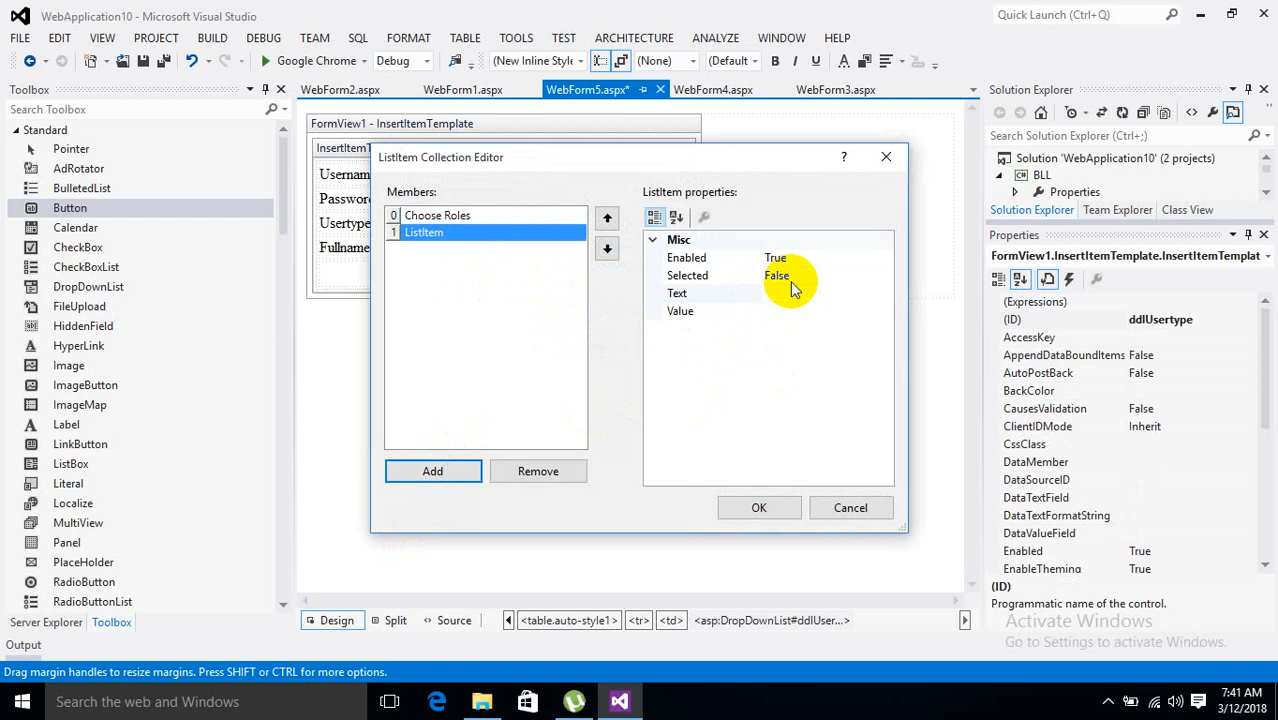 WebApplication10 - Microsoft Visual Studio
Quick Launch (Ctrl+Q)
FILE EDIT VIEW PROJECT BUILD DEBUG TEAM SQL FORMAT TABLE TOOLS TEST ARCHITECTURE ANALYZE WINDOW HELP
Google Chrome Debug (New Inline Style (None) (Default B I U A
Toolbox
WebForm2.aspx WebForm1.aspx WebForm5.aspx* WebForm4.aspx WebForm3.aspx
Solution Explorer
Search Toolbox
Search Solution Explorer (Ctrl+;)
Standard
Pointer
AdRotator
BulletedList
Button
Calendar
CheckBox
CheckBoxList
DropDownList
FileUpload
HiddenField
HyperLink
Image
ImageButton
ImageMap
Label
LinkButton
ListBox
Literal
Localize
MultiView
Panel
PlaceHolder
RadioButton
RadioButtonList
Server Explorer Toolbox
FormView1 - InsertItemTemplate
InsertItemT
Username
Password
Usertype
Fullname
ListItem Collection Editor
?
Members:
0 Choose Roles
1 ListItem
Add
Remove
ListItem properties:
Misc
Enabled True
Selected False
Text
Value
OK
Cancel
Design Split Source <table.auto-style1> <tr> <td> <asp:DropDownList#ddlUser...>
Solution 'WebApplication10' (2 projects)
BLL
Properties
Solution Explorer Team Explorer Class View
Properties
FormView1.InsertItemTemplate.InsertItemTemplat
(Expressions)
(ID) ddlUsertype
AccessKey
AppendDataBoundItems False
AutoPostBack False
BackColor
CausesValidation False
ClientIDMode Inherit
CssClass
DataMember
DataSourceID
DataTextField
DataTextFormatString
DataValueField
Enabled True
EnableTheming True
(ID)
Programmatic name of the control.
Activate Windows
Go to Settings to activate Windows.
Output
Drag margin handles to resize margins. Press SHIFT or CTRL for more options.
Search the web and Windows
7:41 AM
3/12/2018